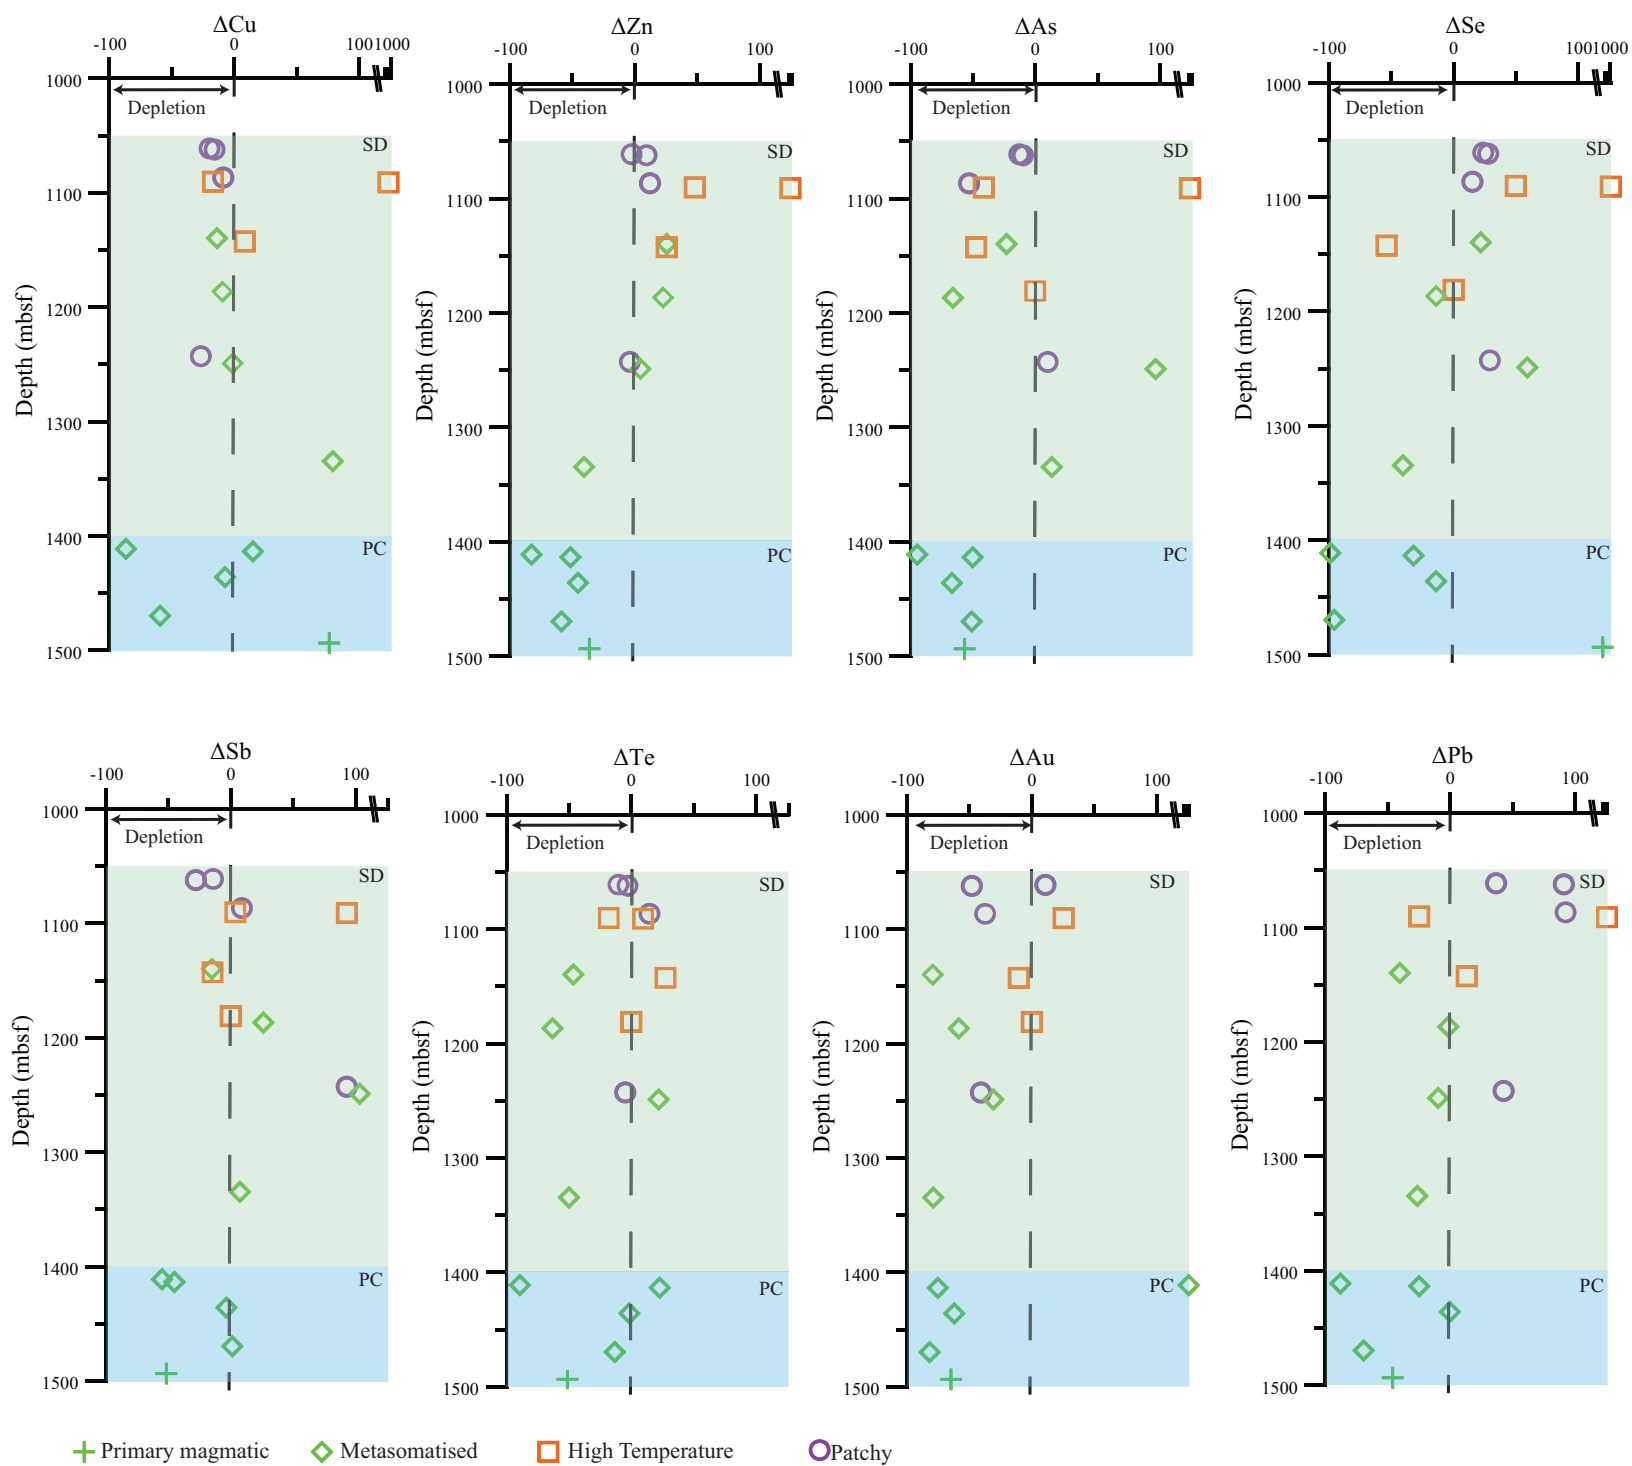 ΔCu
-100 0 1001000
Depletion
SD
PC
1000
1100
1200
1300
1400
1500
Depth (mbsf)
ΔZn
-100 0 100
Depletion
SD
PC
1000
1100
1200
1300
1400
1500
Depth (mbsf)
ΔAs
-100 0 100
Depletion
SD
PC
1000
1100
1200
1300
1400
1500
Depth (mbsf)
ΔSe
-100 0 1001000
Depletion
SD
PC
1000
1100
1200
1300
1400
1500
Depth (mbsf)
ΔSb
-100 0 100
Depletion
SD
PC
1000
1100
1200
1300
1400
1500
Depth (mbsf)
ΔTe
-100 0 100
Depletion
SD
PC
1000
1100
1200
1300
1400
1500
Depth (mbsf)
ΔAu
-100 0 100
Depletion
SD
PC
1000
1100
1200
1300
1400
1500
Depth (mbsf)
ΔPb
-100 0 100
Depletion
SD
PC
1000
1100
1200
1300
1400
1500
Depth (mbsf)
Primary magmatic Metasomatised High Temperature Patchy